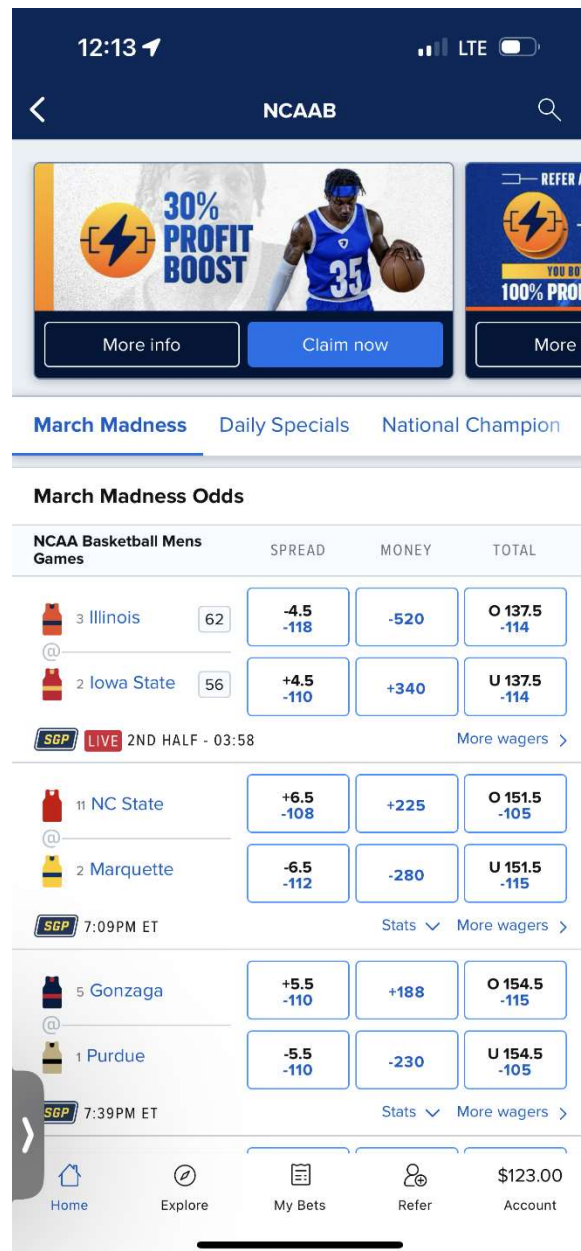 12:13 LTE
NCAAB
30%
PROFIT
BOOST
35
More info Claim now
REFER
YOU
100%
More
March Madness Daily Specials National Champion
March Madness Odds
NCAA Basketball Mens
Games SPREAD MONEY TOTAL
3 Illinois 62 -4.5 -118 -520 O 137.5 -114
@
2 Iowa State 56 +4.5 -110 +340 U 137.5 -114
SGP LIVE 2ND HALF - 03:58 More wagers
11 NC State +6.5 -108 +225 O 151.5 -105
@
2 Marquette -6.5 -112 -280 U 151.5 -115
SGP 7:09PM ET Stats More wagers
5 Gonzaga +5.5 -110 +188 O 154.5 -115
@
1 Purdue -5.5 -110 -230 U 154.5 -105
SGP 7:39PM ET Stats More wagers
Home Explore My Bets Refer $123.00
Account